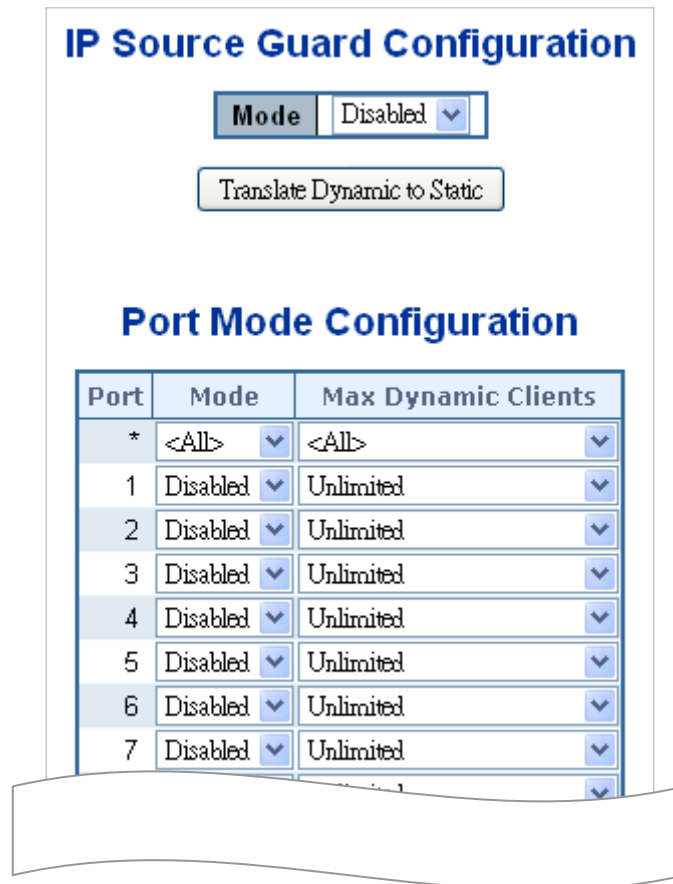 IP Source Guard Configuration
Mode Disabled
Translate Dynamic to Static
Port Mode Configuration
Port Mode Max Dynamic Clients
* <All> <All>
1 Disabled Unlimited
2 Disabled Unlimited
3 Disabled Unlimited
4 Disabled Unlimited
5 Disabled Unlimited
6 Disabled Unlimited
7 Disabled Unlimited